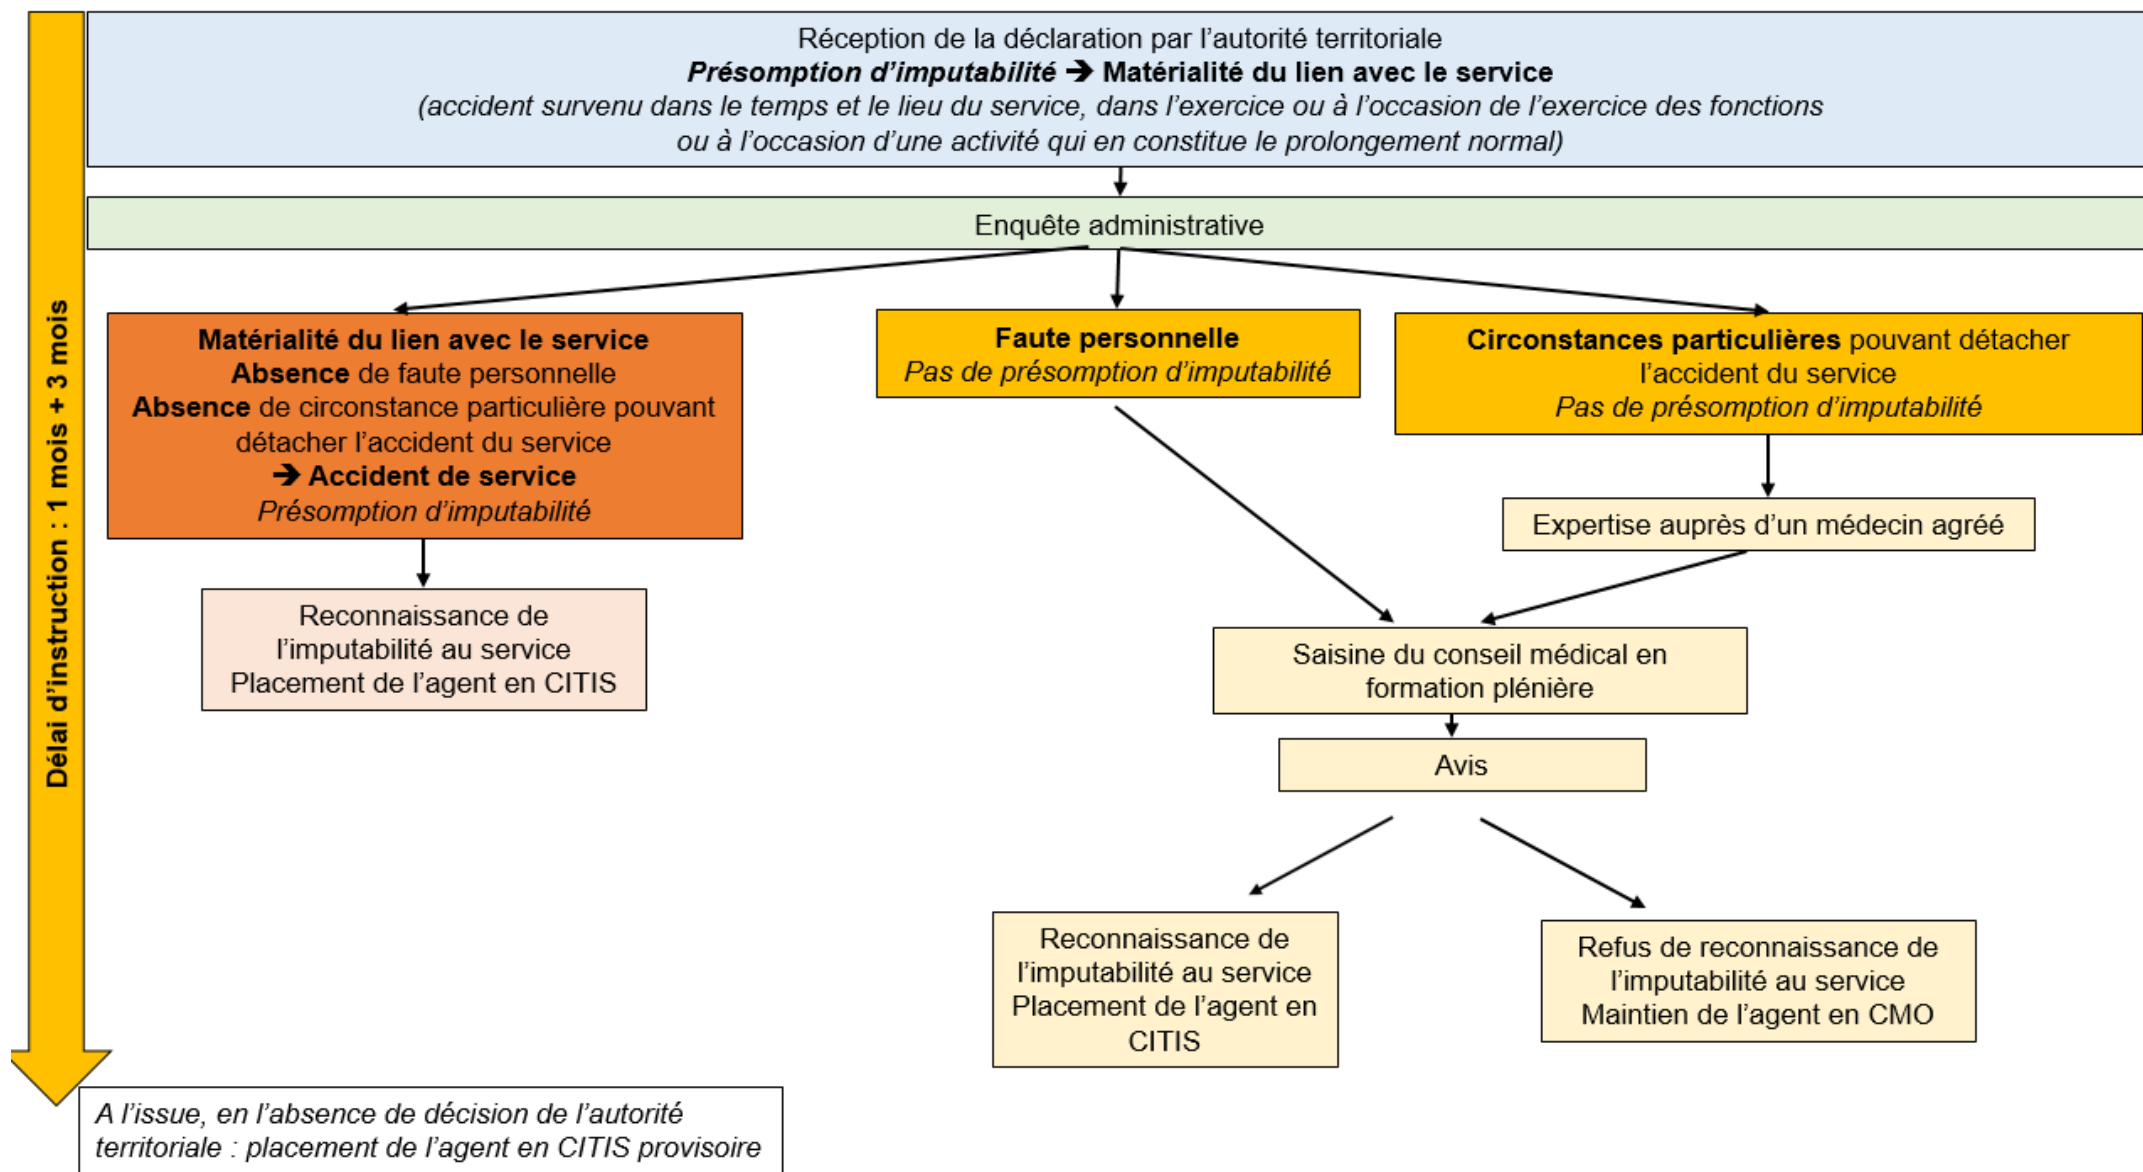 Réception de la déclaration par l'autorité territoriale
Présomption d'imputabilité ➔ Matérialité du lien avec le service
(accident survenu dans le temps et le lieu du service, dans l'exercice ou à l'occasion de l'exercice des fonctions
ou à l'occasion d'une activité qui en constitue le prolongement normal)
Enquête administrative
Délai d'instruction : 1 mois + 3 mois
Matérialité du lien avec le service
Absence de faute personnelle
Absence de circonstance particulière pouvant
détacher l'accident du service
➔ Accident de service
Présomption d'imputabilité
Faute personnelle
Pas de présomption d'imputabilité
Circonstances particulières pouvant détacher
l'accident du service
Pas de présomption d'imputabilité
Expertise auprès d'un médecin agréé
Reconnaissance de
l'imputabilité au service
Placement de l'agent en CITIS
Saisine du conseil médical en
formation plénière
Avis
Reconnaissance de
l'imputabilité au service
Placement de l'agent en
CITIS
Refus de reconnaissance de
l'imputabilité au service
Maintien de l'agent en CMO
A l'issue, en l'absence de décision de l'autorité
territoriale : placement de l'agent en CITIS provisoire